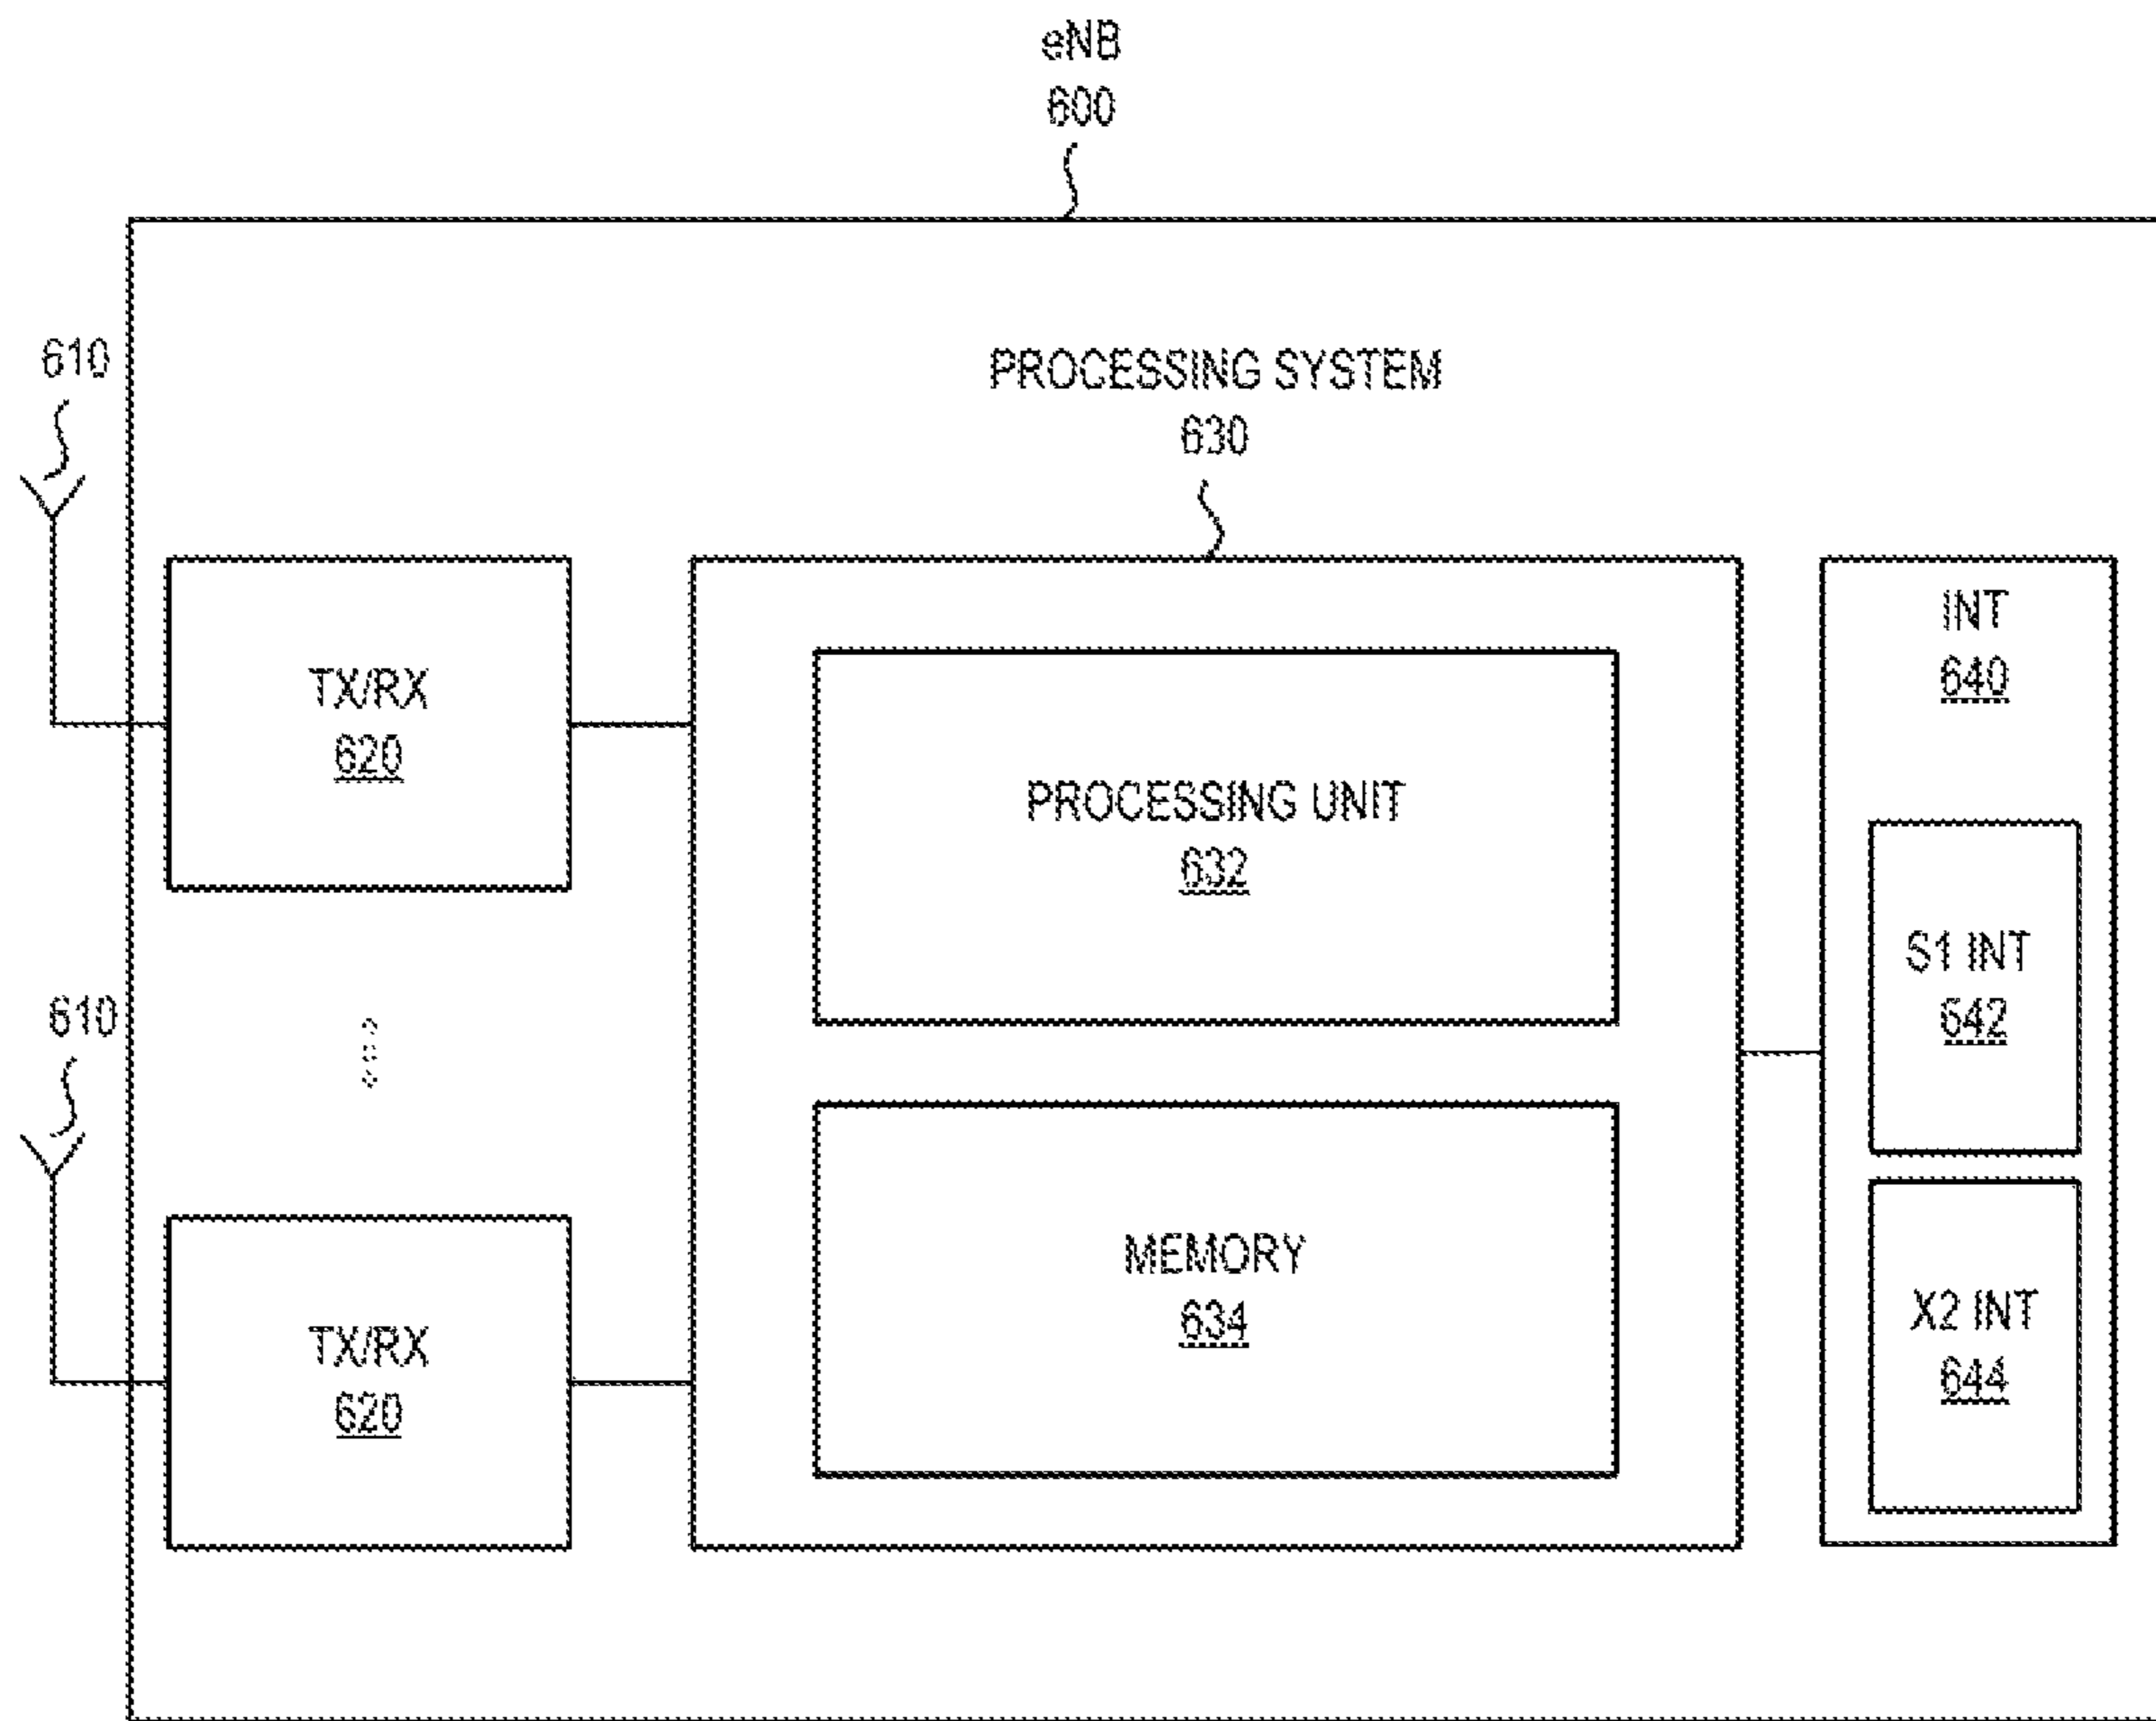 eNB
600
610
PROCESSING SYSTEM
630
TX/RX
620
PROCESSING UNIT
632
INT
640
S1 INT
642
610
TX/RX
620
MEMORY
634
X2 INT
644